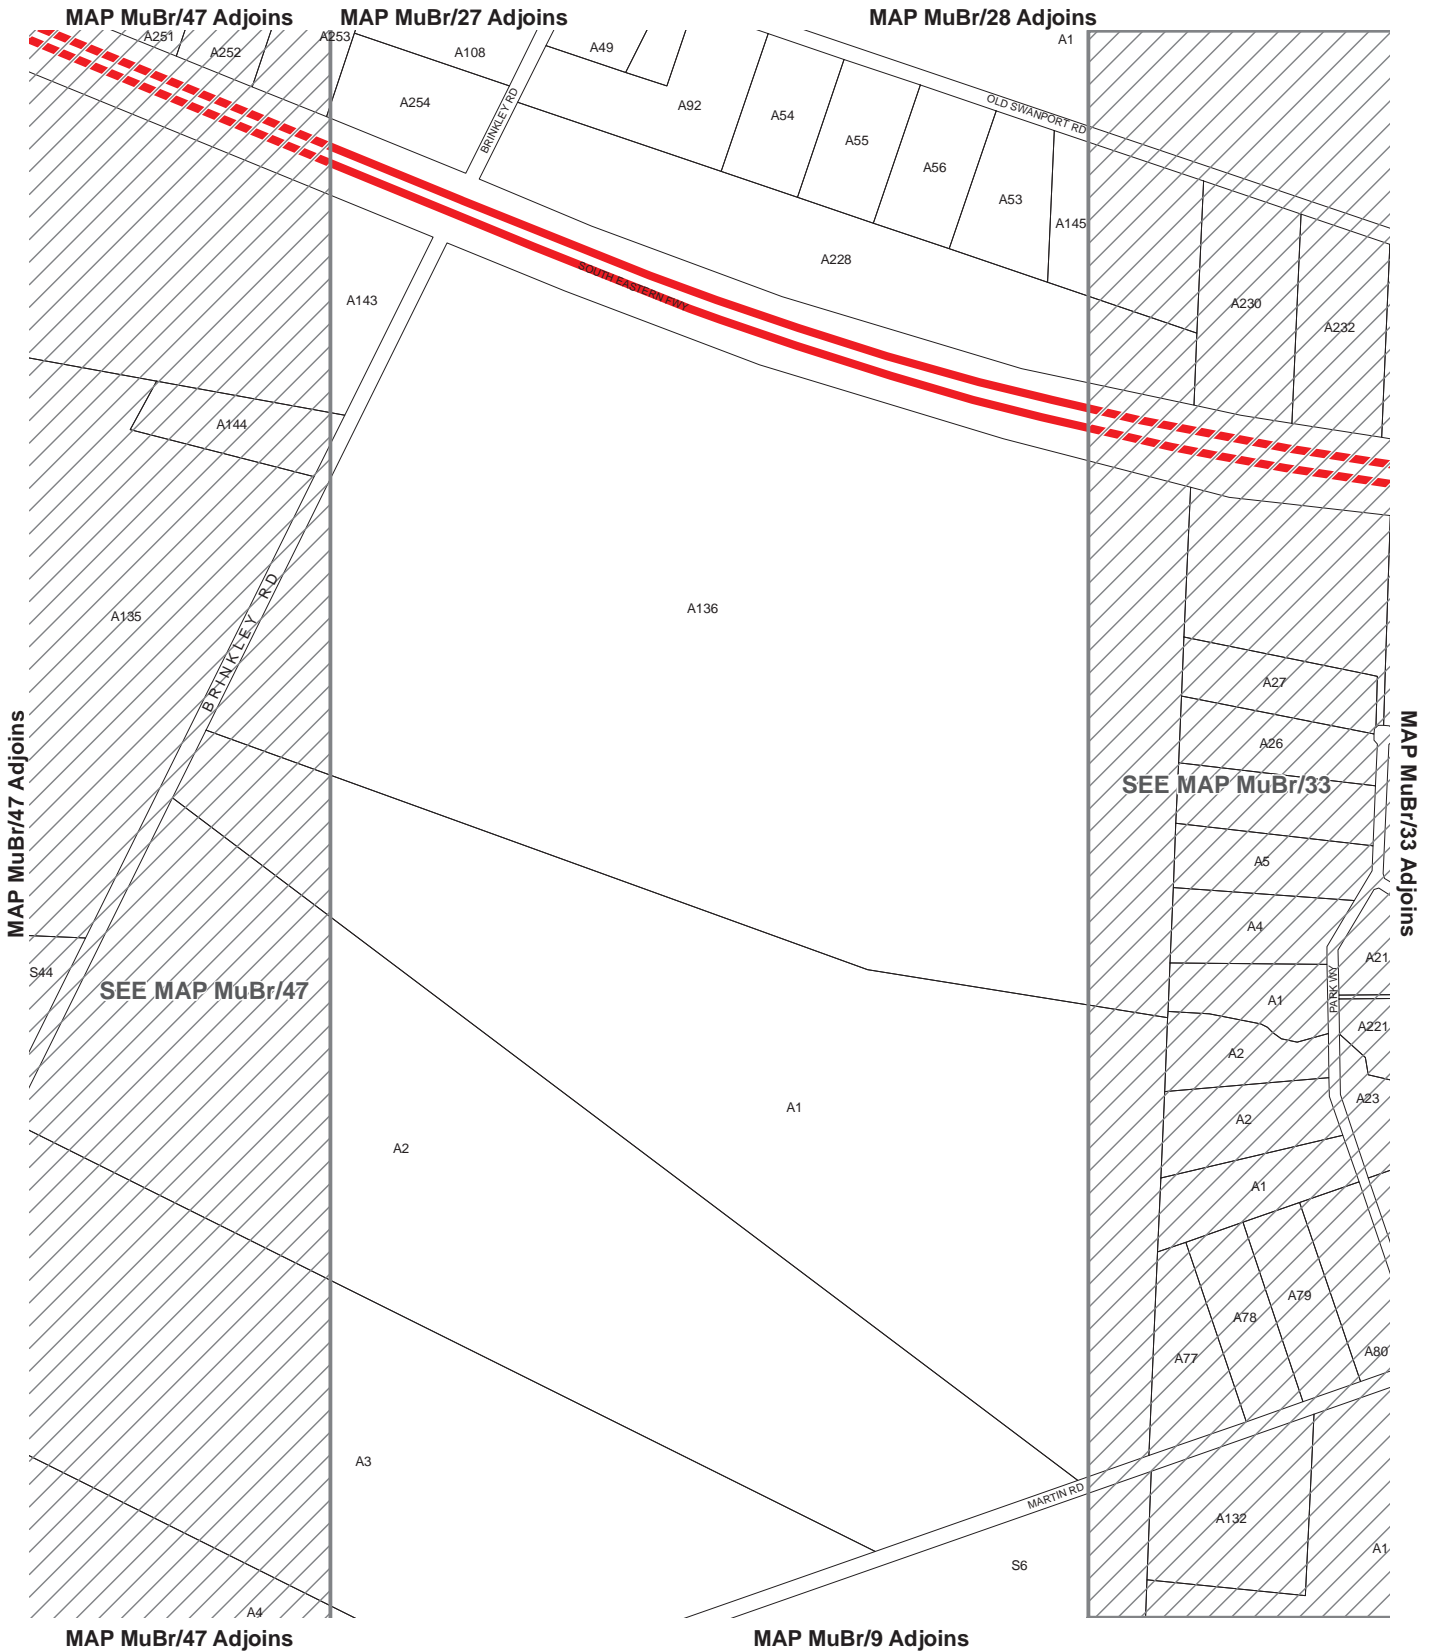 MAP MuBr/47 Adjoins
MAP MuBr/27 Adjoins
MAP MuBr/28 Adjoins
A251
A252
A253
A108
A49
A1
A254
BRINKLEY RD
A92
A54
A55
A56
A53
A145
OLD SWANPORT RD
A228
SOUTH EASTERN FWY
A143
A230
A232
A144
A135
BRINKLEY RD
A136
A27
A26
SEE MAP MuBr/33
MAP MuBr/47 Adjoins
MAP MuBr/33 Adjoins
A5
A4
S44
SEE MAP MuBr/47
A21
PARK WY
A1
A221
A2
A23
A1
A2
A2
A1
A79
A78
A77
A80
A3
MARTIN RD
A132
A1
S6
A4
MAP MuBr/47 Adjoins
MAP MuBr/9 Adjoins